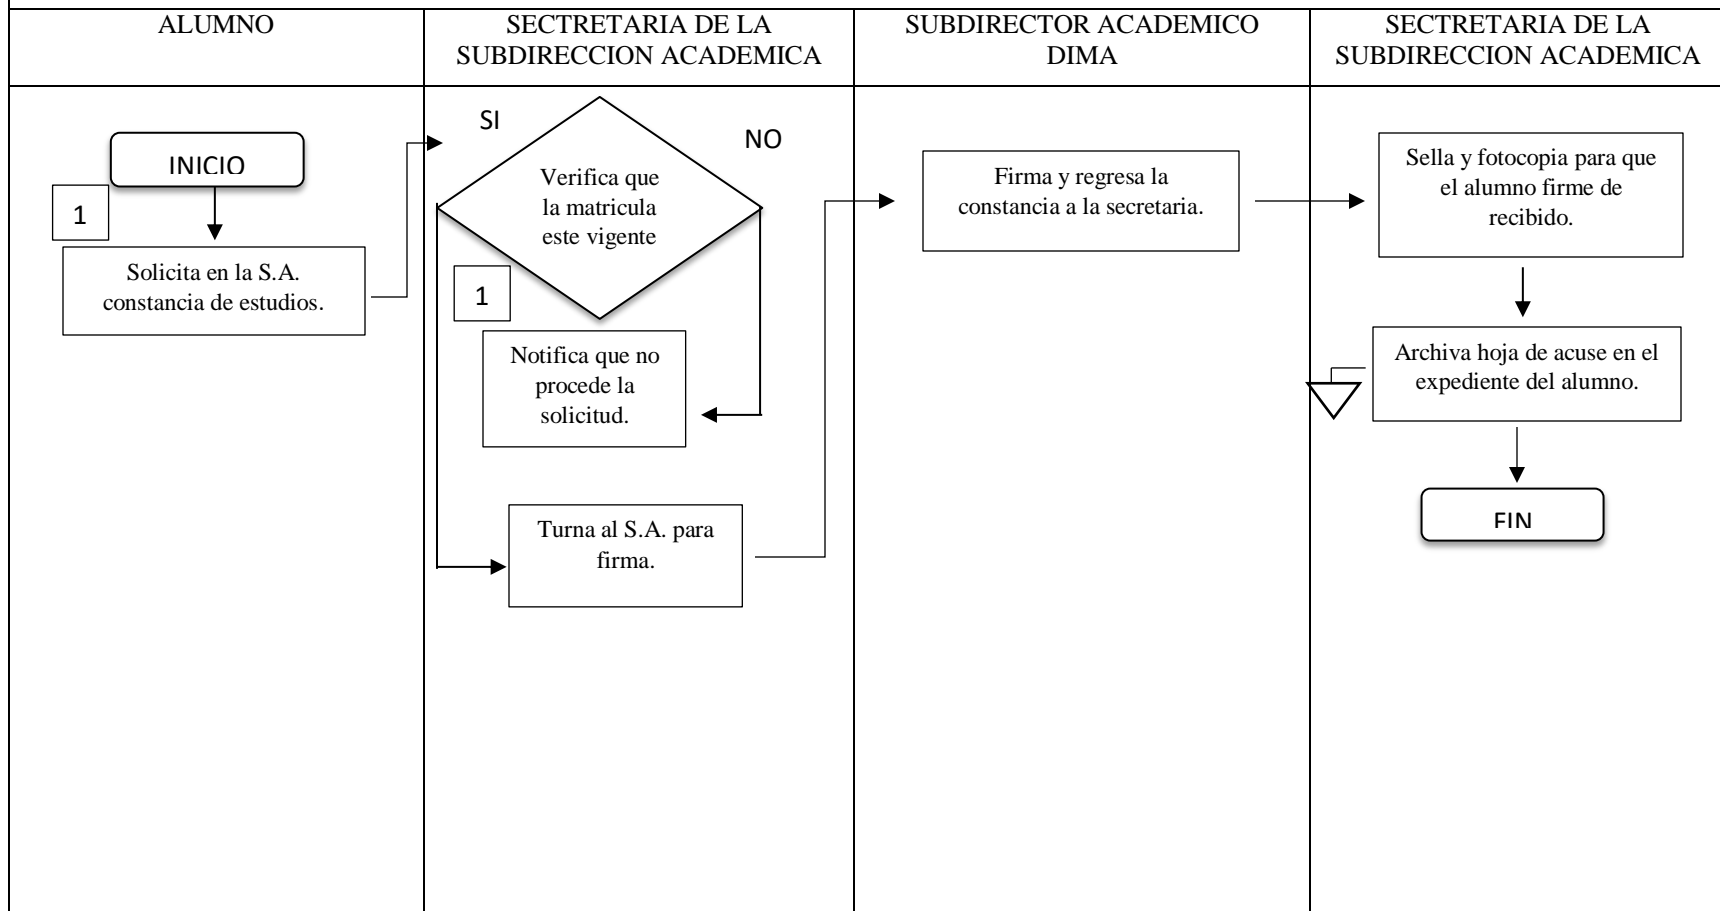 ALUMNO
SECTRETARIA DE LA
SUBDIRECCION ACADEMICA
SUBDIRECTOR ACADEMICO
DIMA
SECTRETARIA DE LA
SUBDIRECCION ACADEMICA
INICIO
1
Solicita en la S.A.
constancia de estudios.
SI
NO
Verifica que
la matricula
este vigente
1
Notifica que no
procede la
solicitud.
Turna al S.A. para
firma.
Firma y regresa la
constancia a la secretaria.
Sella y fotocopia para que
el alumno firme de
recibido.
Archiva hoja de acuse en el
expediente del alumno.
FIN